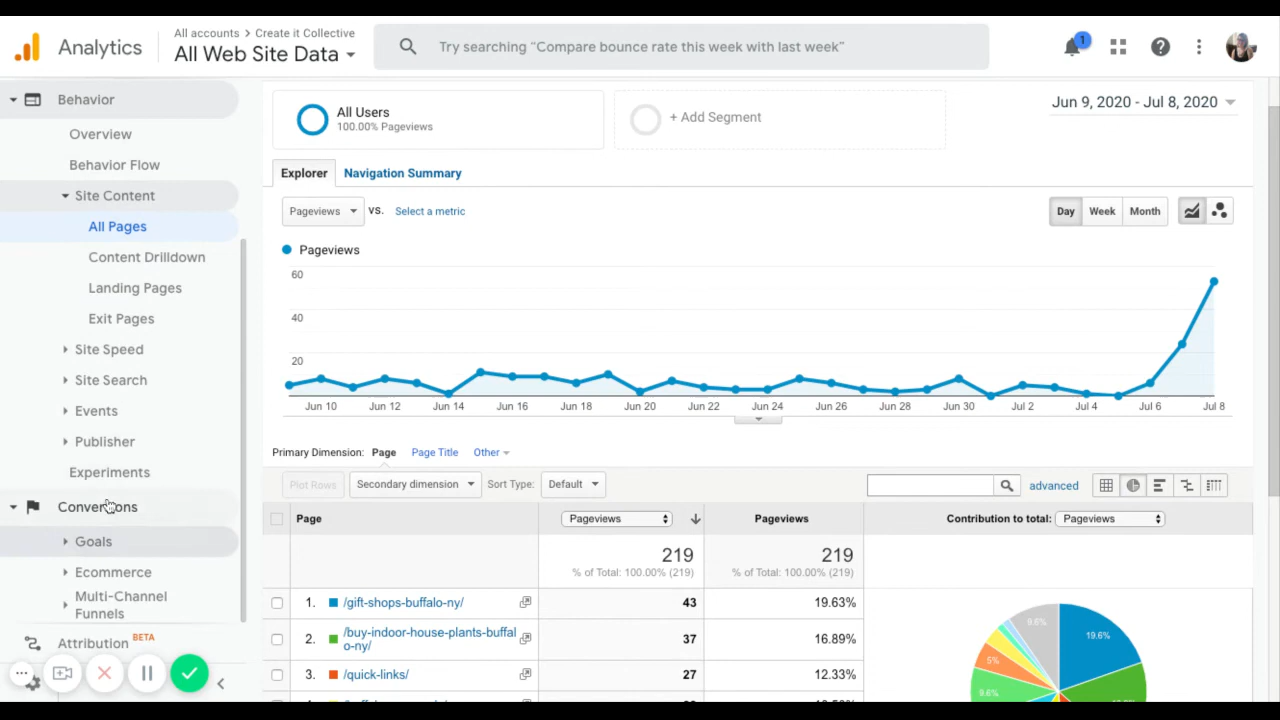 Analytics
All accounts > Create it Collective
All Web Site Data
Try searching “Compare bounce rate this week with last week”
1
Behavior
Overview
Behavior Flow
Site Content
All Pages
Content Drilldown
Landing Pages
Exit Pages
Site Speed
Site Search
Events
Publisher
Experiments
Conversions
Goals
Ecommerce
Multi-Channel
Funnels
Attribution BETA
All Users
100.00% Pageviews
+ Add Segment
Jun 9, 2020 - Jul 8, 2020
Explorer
Navigation Summary
Pageviews
VS.
Select a metric
Day
Week
Month
Pageviews
60
40
20
Jun 10
Jun 12
Jun 14
Jun 16
Jun 18
Jun 20
Jun 22
Jun 24
Jun 26
Jun 28
Jun 30
Jul 2
Jul 4
Jul 6
Jul 8
Primary Dimension: Page Page Title Other
Plot Rows
Secondary dimension
Sort Type:
Default
advanced
Page
Pageviews
Pageviews
Contribution to total: Pageviews
219
% of Total: 100.00% (219)
219
% of Total: 100.00% (219)
1. /gift-shops-buffalo-ny/ 43 19.63%
2. /buy-indoor-house-plants-buffal
o-ny/ 37 16.89%
3. /quick-links/ 27 12.33%
9.6%
19.6%
5%
9.6%